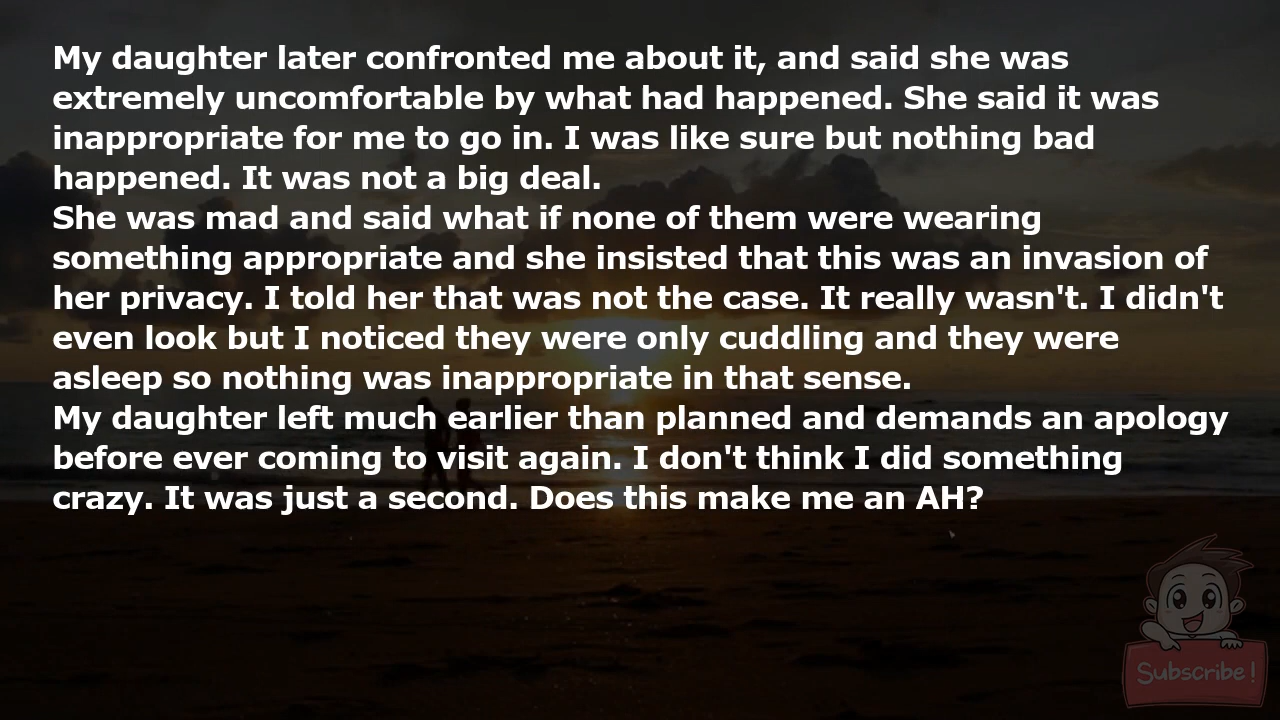 My daughter later confronted me about it, and said she was
extremely uncomfortable by what had happened. She said it was
inappropriate for me to go in. I was like sure but nothing bad
happened. It was not a big deal.
She was mad and said what if none of them were wearing
something appropriate and she insisted that this was an invasion of
her privacy. I told her that was not the case. It really wasn't. I didn't
even look but I noticed they were only cuddling and they were
asleep so nothing was inappropriate in that sense.
My daughter left much earlier than planned and demands an apology
before ever coming to visit again. I don't think I did something
crazy. It was just a second. Does this make me an AH?
Subscribe!